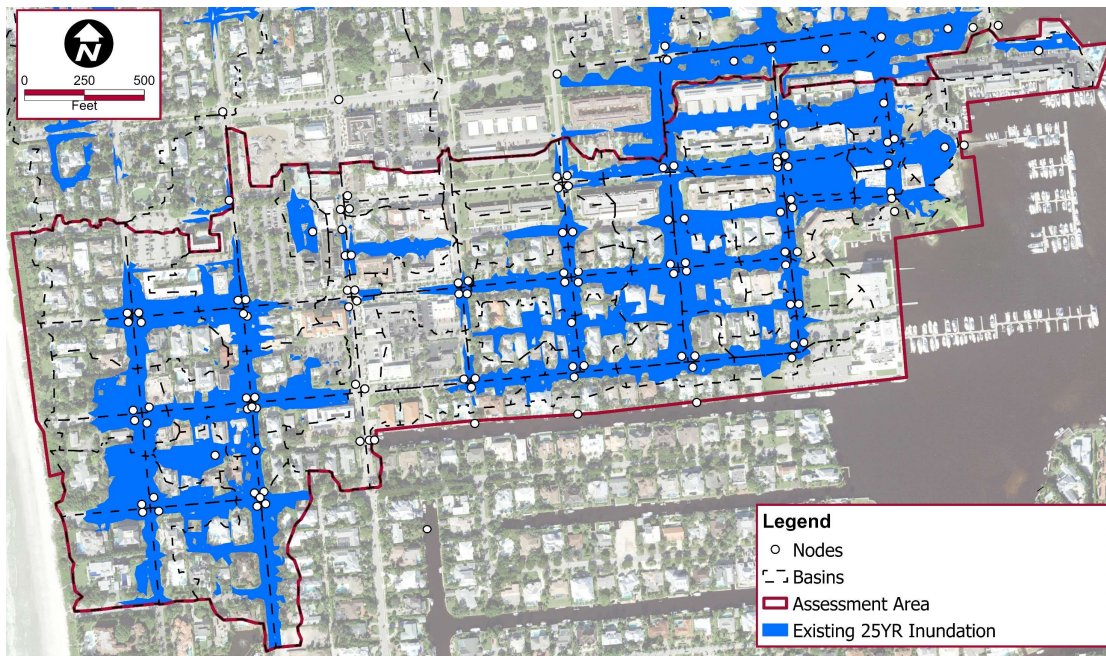 N
0 250 500
Feet
Legend
Nodes
Basins
Assessment Area
Existing 25YR Inundation